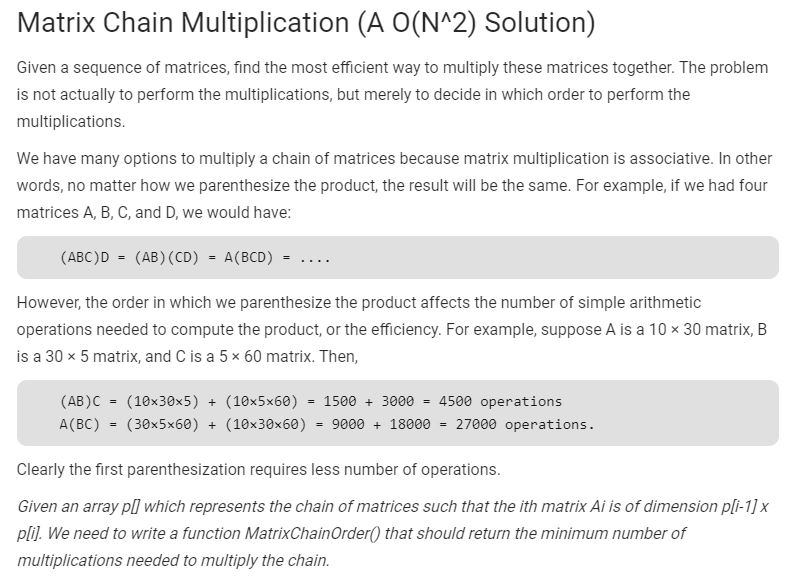 Matrix Chain Multiplication (A O(N^2) Solution)
Given a sequence of matrices, find the most efficient way to multiply these matrices together. The problem
is not actually to perform the multiplications, but merely to decide in which order to perform the
multiplications.
We have many options to multiply a chain of matrices because matrix multiplication is associative. In other
words, no matter how we parenthesize the product, the result will be the same. For example, if we had four
matrices A, B, C, and D, we would have:
(ABC)D = (AB)(CD) = A(BCD) = ....
However, the order in which we parenthesize the product affects the number of simple arithmetic
operations needed to compute the product, or the efficiency. For example, suppose A is a 10 × 30 matrix, B
is a 30 × 5 matrix, and C is a 5 × 60 matrix. Then,
(AB)C = (10×30×5) + (10×5×60) = 1500 + 3000 = 4500 operations
A(BC) = (30×5×60) + (10×30×60) = 9000 + 18000 = 27000 operations.
Clearly the first parenthesization requires less number of operations.
Given an array p[] which represents the chain of matrices such that the ith matrix Ai is of dimension p[i-1] x
p[i]. We need to write a function MatrixChainOrder() that should return the minimum number of
multiplications needed to multiply the chain.